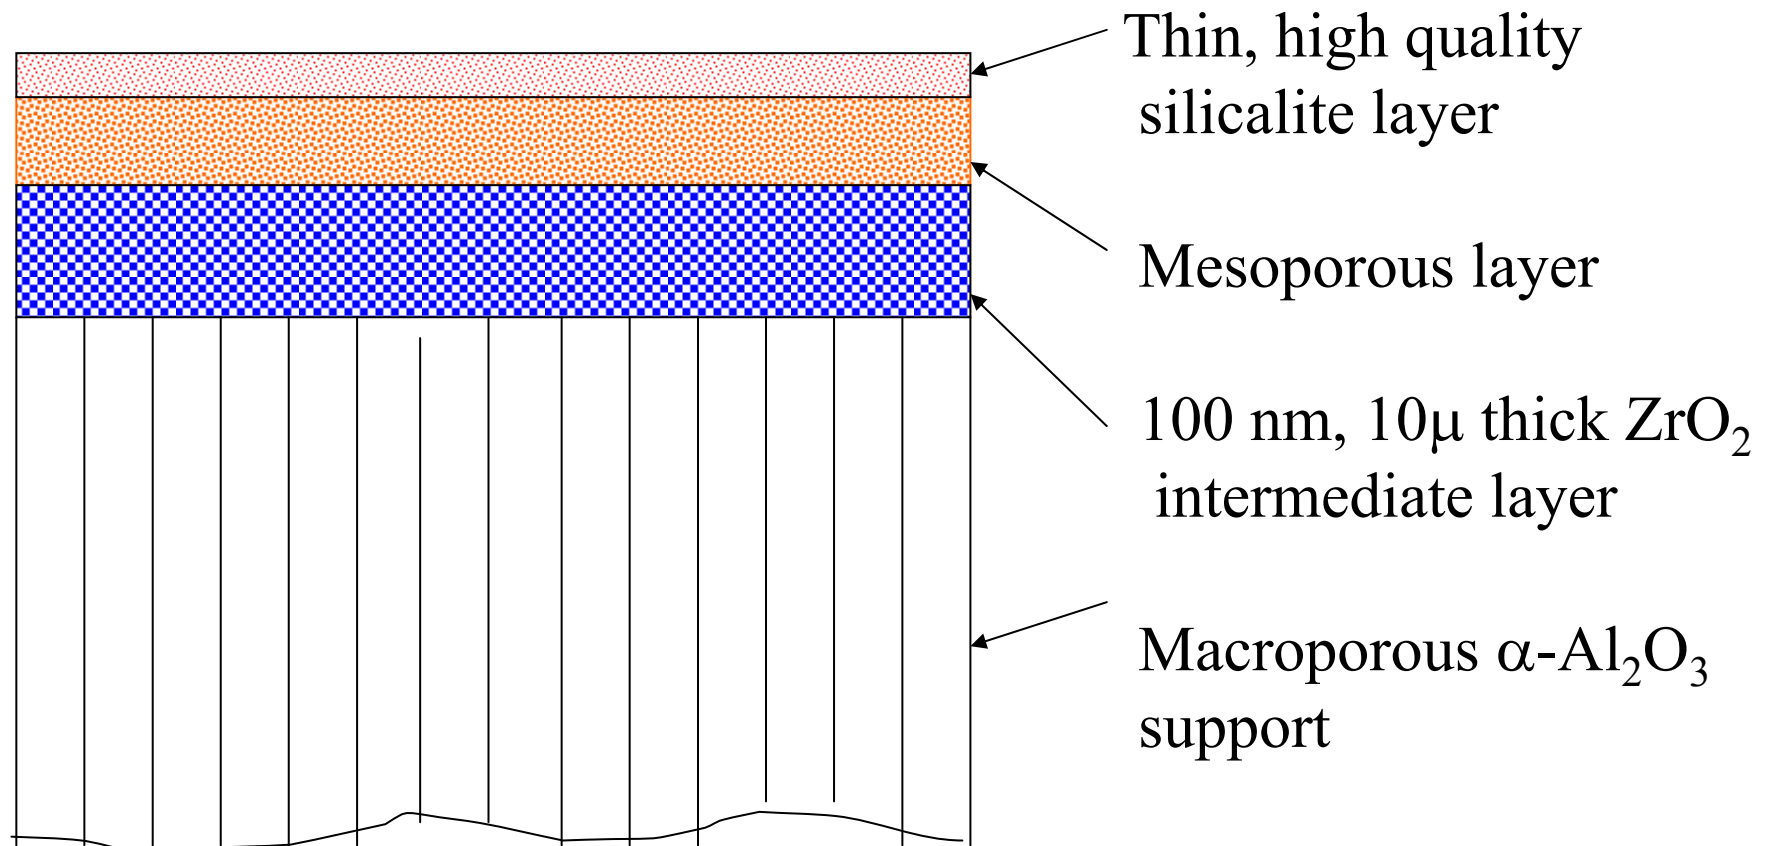 Thin, high quality
silicalite layer
Mesoporous layer
100 nm, 10μ thick ZrO₂
intermediate layer
Macroporous α-Al₂O₃
support